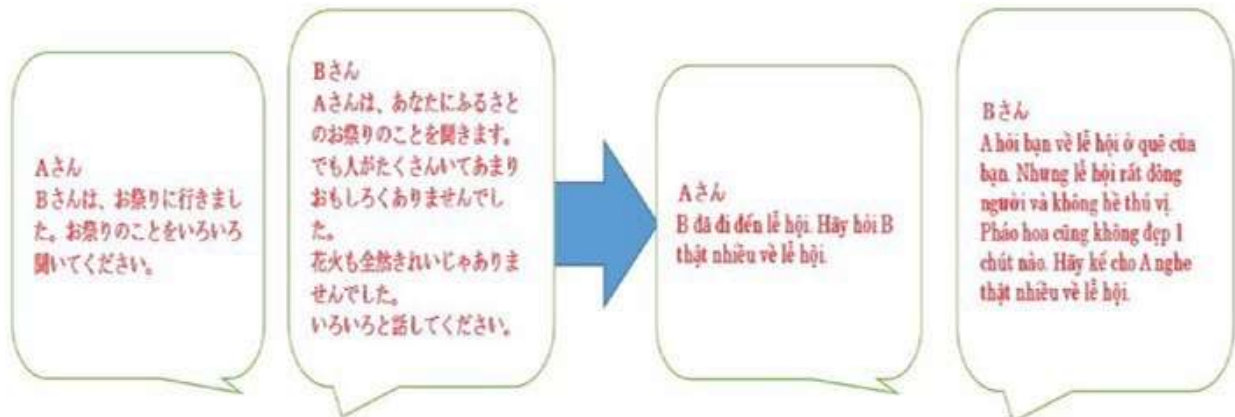 Aさん
Bさんは、お祭りに行きまし
た。お祭りのことをいろいろ
聞いてください。
Bさん
Aさんは、あなたにふるさと
のお祭りのことを聞きます。
でも人がたくさんいてあまり
おもしろくありませんでし
た。
花火も全然きれいじゃありま
せんでした。
いろいろと話してください。
Aさん
B đã đi đến lễ hội. Hãy hỏi B
thật nhiều về lễ hội.
Bさん
A hỏi bạn về lễ hội ở quê của
bạn. Nhưng lễ hội rất đông
người và không hề thú vị.
Pháo hoa cũng không đẹp 1
chút nào. Hãy kể cho A nghe
thật nhiều về lễ hội.